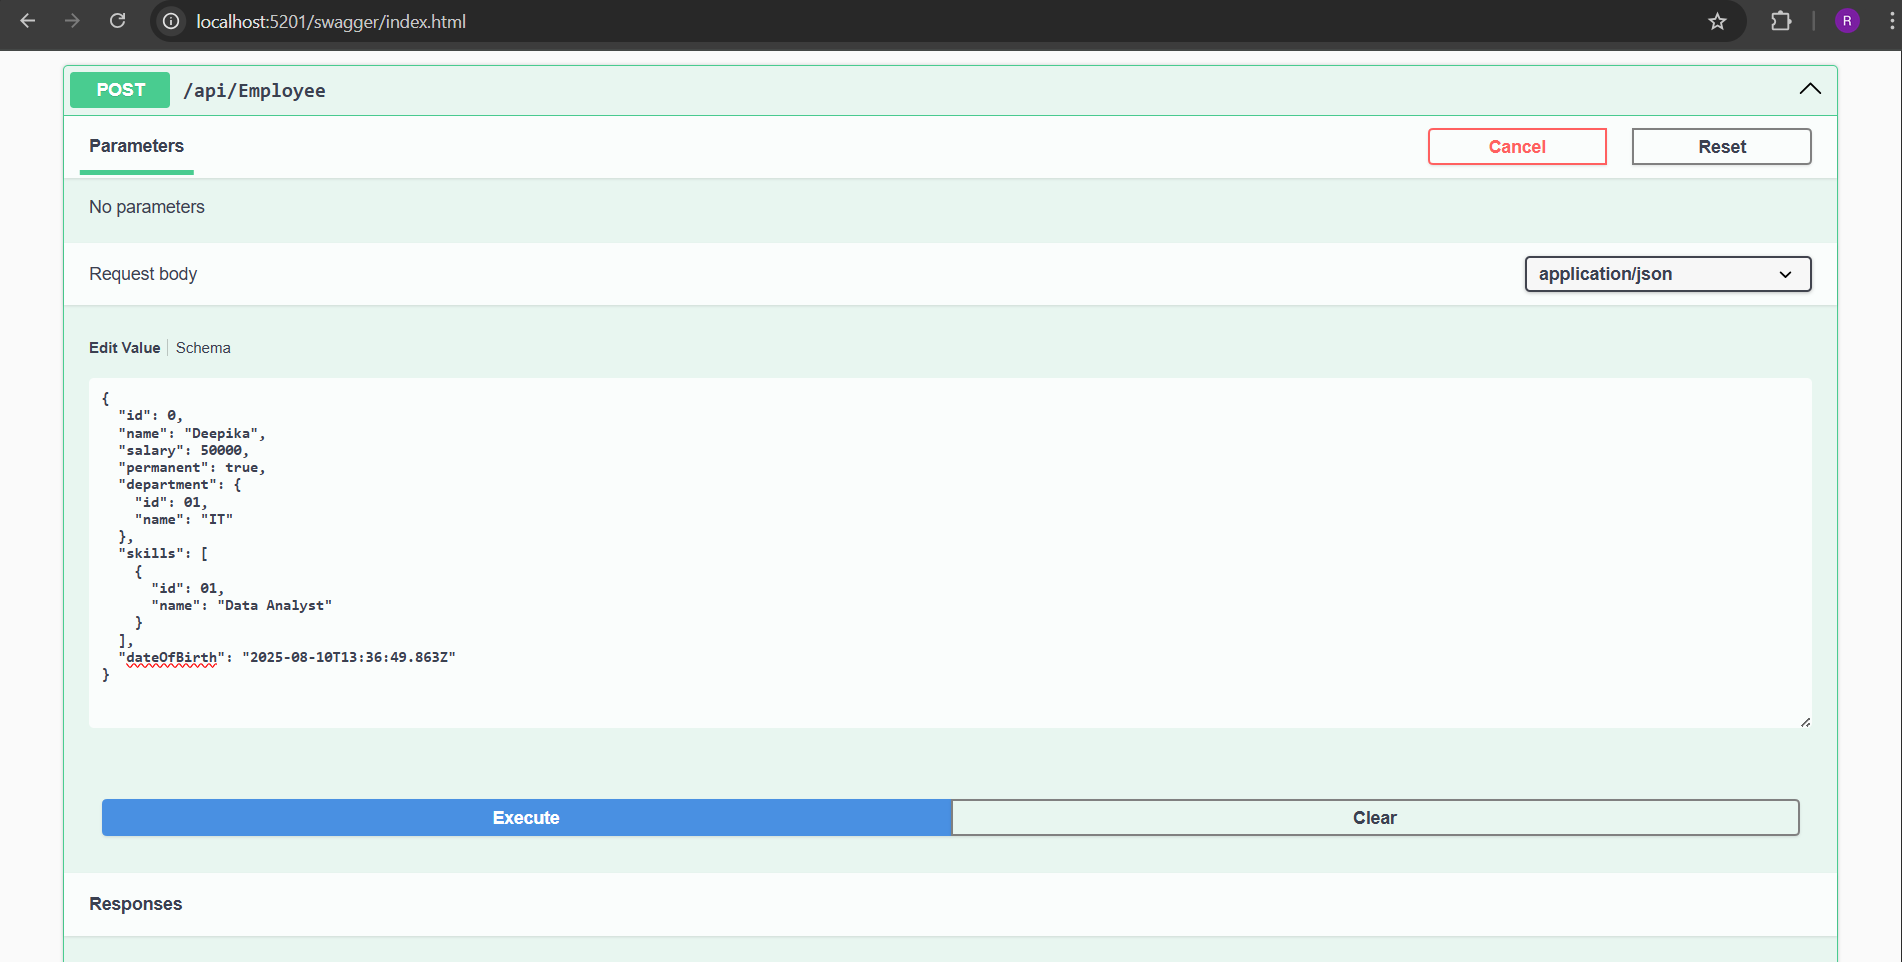 localhost:5201/swagger/index.html
R
POST /api/Employee
Parameters
Cancel
Reset
No parameters
Request body
application/json
Edit Value
Schema
{
  "id": 0,
  "name": "Deepika",
  "salary": 50000,
  "permanent": true,
  "department": {
    "id": 01,
    "name": "IT"
  },
  "skills": [
    {
      "id": 01,
      "name": "Data Analyst"
    }
  ],
  "dateOfBirth": "2025-08-10T13:36:49.863Z"
}
Execute
Clear
Responses